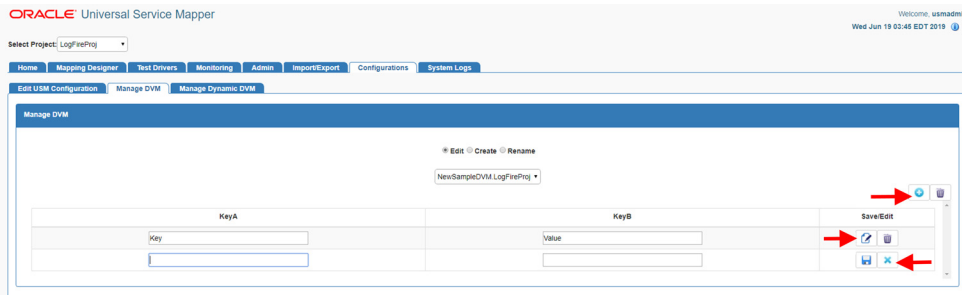 ORACLE Universal Service Mapper
Welcome, usmadmi
Wed Jun 19 03:45 EDT 2019
Select Project: LogFireProj
Home Mapping Designer Test Drivers Monitoring Admin Import/Export Configurations System Logs
Edit USM Configuration Manage DVM Manage Dynamic DVM
Manage DVM
Edit Create Rename
NewSampleDVM.LogFireProj
KeyA KeyB Save/Edit
Key Value